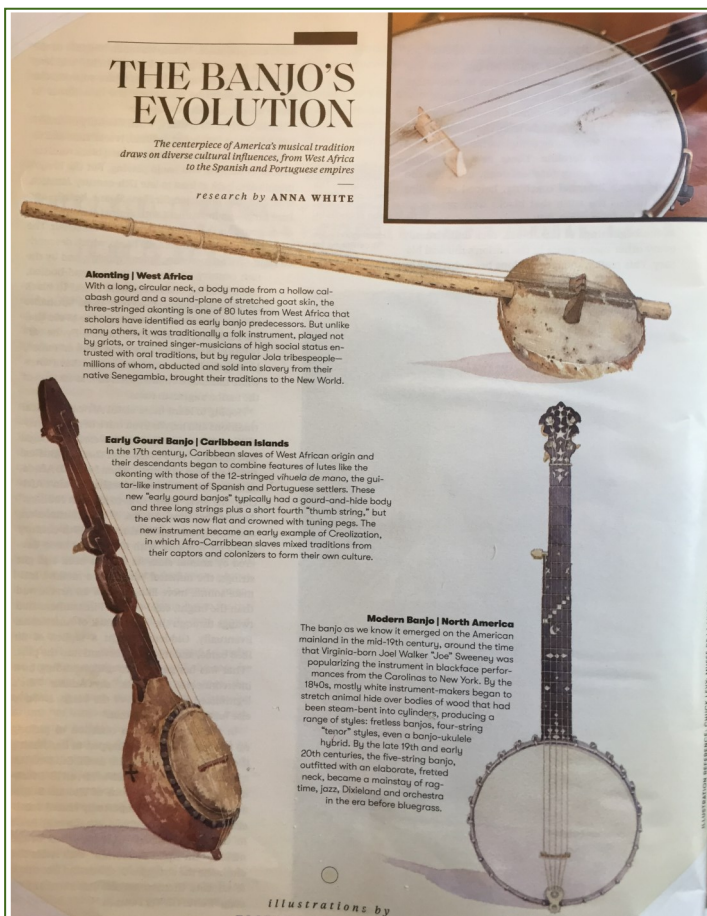 THE BANJO'S
EVOLUTION
The centerpiece of America's musical tradition
draws on diverse cultural influences, from West Africa
to the Spanish and Portuguese empires
research by ANNA WHITE
Akonting | West Africa
With a long, circular neck, a body made from a hollow cal-
abash gourd and a sound-plane of stretched goat skin, the
three-stringed akonting is one of 80 lutes from West Africa that
scholars have identified as early banjo predecessors. But unlike
many others, it was traditionally a folk instrument, played not
by griots, or trained singer-musicians of high social status en-
trusted with oral traditions, but by regular Jola tribespeople—
millions of whom, abducted and sold into slavery from their
native Senegambia, brought their traditions to the New World.
Early Gourd Banjo | Caribbean Islands
In the 17th century, Caribbean slaves of West African origin and
their descendants began to combine features of lutes like the
akonting with those of the 12-stringed vihuela de mano, the gui-
tar-like instrument of Spanish and Portuguese settlers. These
new "early gourd banjos" typically had a gourd-and-hide body
and three long strings plus a short fourth "thumb string," but
the neck was now flat and crowned with tuning pegs. The
new instrument became an early example of Creolization,
in which Afro-Carribbean slaves mixed traditions from
their captors and colonizers to form their own culture.
Modern Banjo | North America
The banjo as we know it emerged on the American
mainland in the mid-19th century, around the time
that Virginia-born Joel Walker "Joe" Sweeney was
popularizing the instrument in blackface perfor-
mances from the Carolinas to New York. By the
1840s, mostly white instrument-makers began to
stretch animal hide over bodies of wood that had
been steam-bent into cylinders, producing a
range of styles: fretless banjos, four-string
"tenor" styles, even a banjo-ukulele
hybrid. By the late 19th and early
20th centuries, the five-string banjo,
outfitted with an elaborate, fretted
neck, became a mainstay of rag-
time, jazz, Dixieland and orchestra
in the era before bluegrass.
illustrations by
ILLUSTRATION REFERENCE: